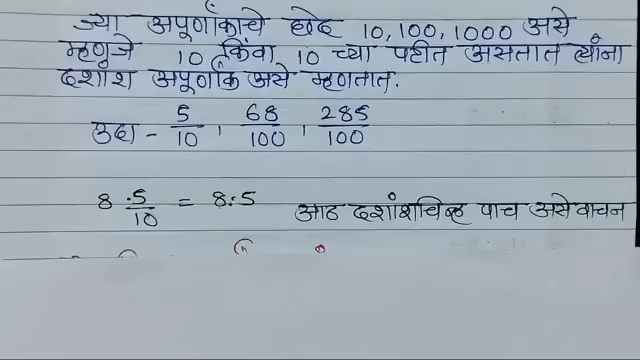 ज्या अपूर्णांकाचे छेद 10,100,1000 असे
म्हणजे 10 किंवा 10 च्या पटीत असतात त्यांना
दशांश अपूर्णांक असे म्हणतात.
उदा - 5/10 , 68/100 , 285/100
8 .5/10 = 8.5 आठ दशांशचिन्ह पाच असे वाचन